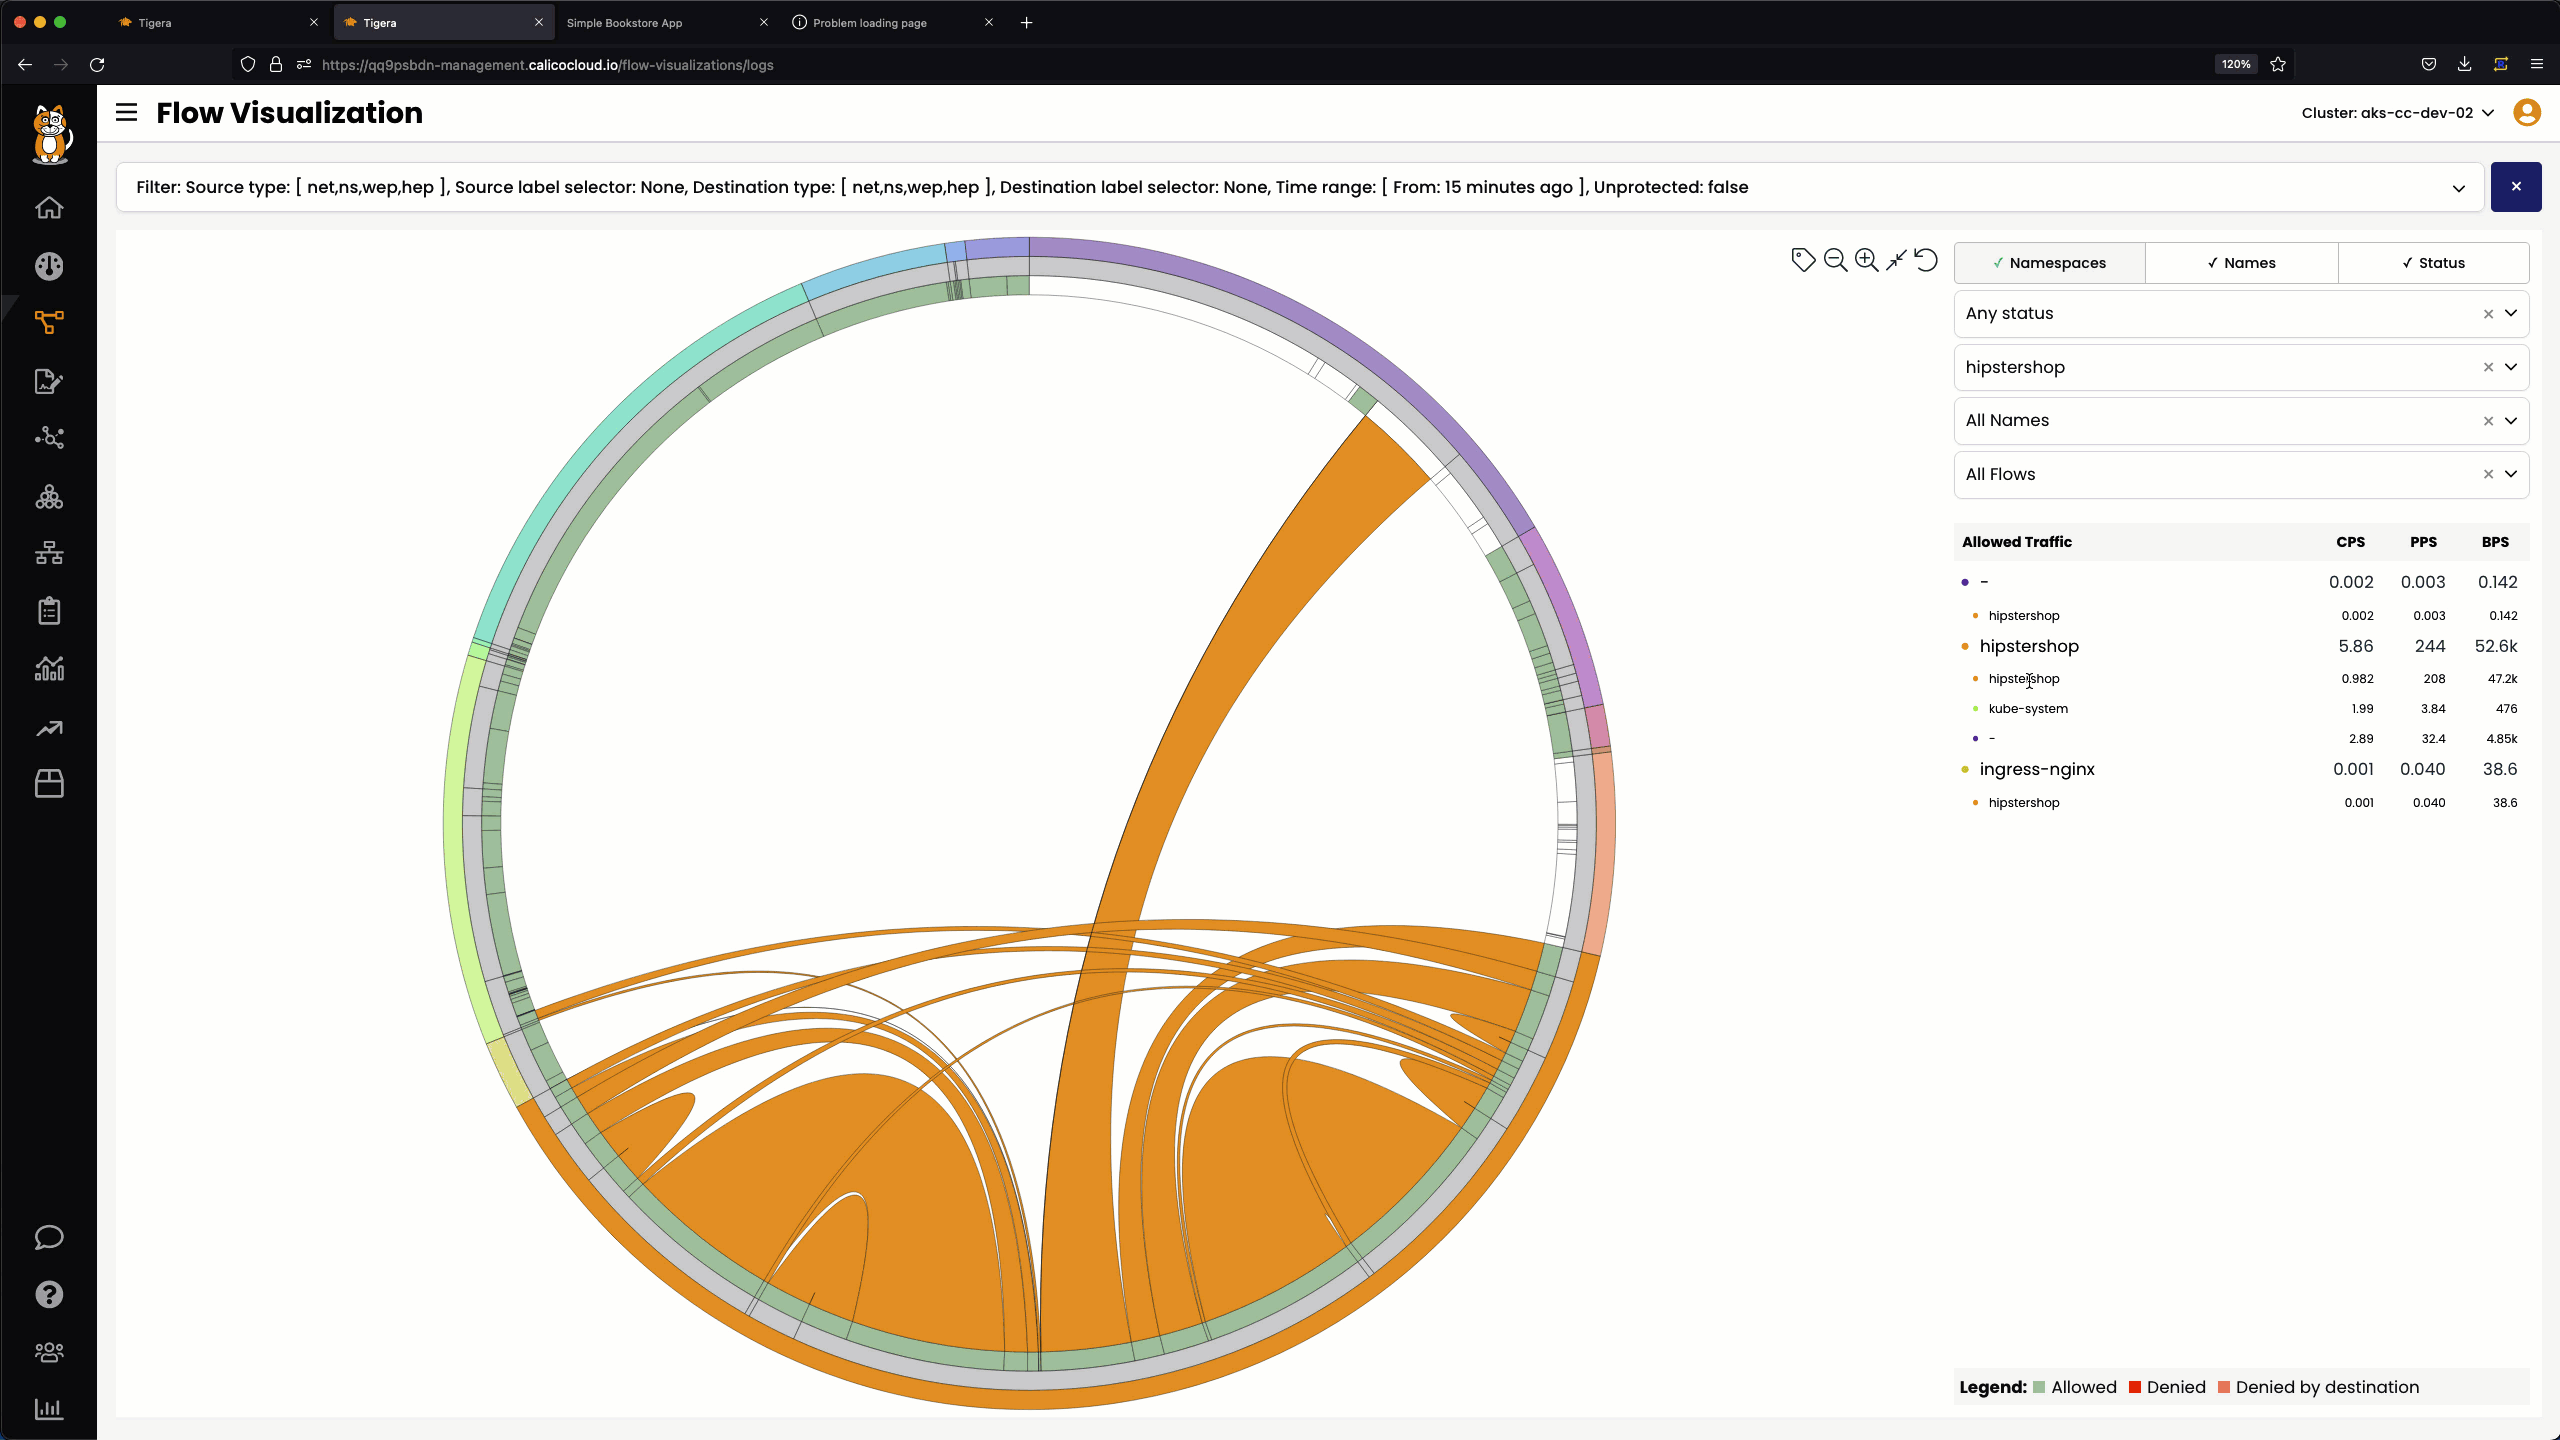 Tigera
Tigera
Simple Bookstore App
Problem loading page
https://qq9psbdn-management.calicocloud.io/flow-visualizations/logs
120%
Flow Visualization
Cluster: aks-cc-dev-02
Filter: Source type: [ net,ns,wep,hep ], Source label selector: None, Destination type: [ net,ns,wep,hep ], Destination label selector: None, Time range: [ From: 15 minutes ago ], Unprotected: false
✓ Namespaces
✓ Names
✓ Status
Any status
hipstershop
All Names
All Flows
Allowed Traffic CPS PPS BPS
- 0.002 0.003 0.142
hipstershop 0.002 0.003 0.142
hipstershop 5.86 244 52.6k
hipstershop 0.982 208 47.2k
kube-system 1.99 3.84 476
- 2.89 32.4 4.85k
ingress-nginx 0.001 0.040 38.6
hipstershop 0.001 0.040 38.6
Legend: Allowed Denied Denied by destination